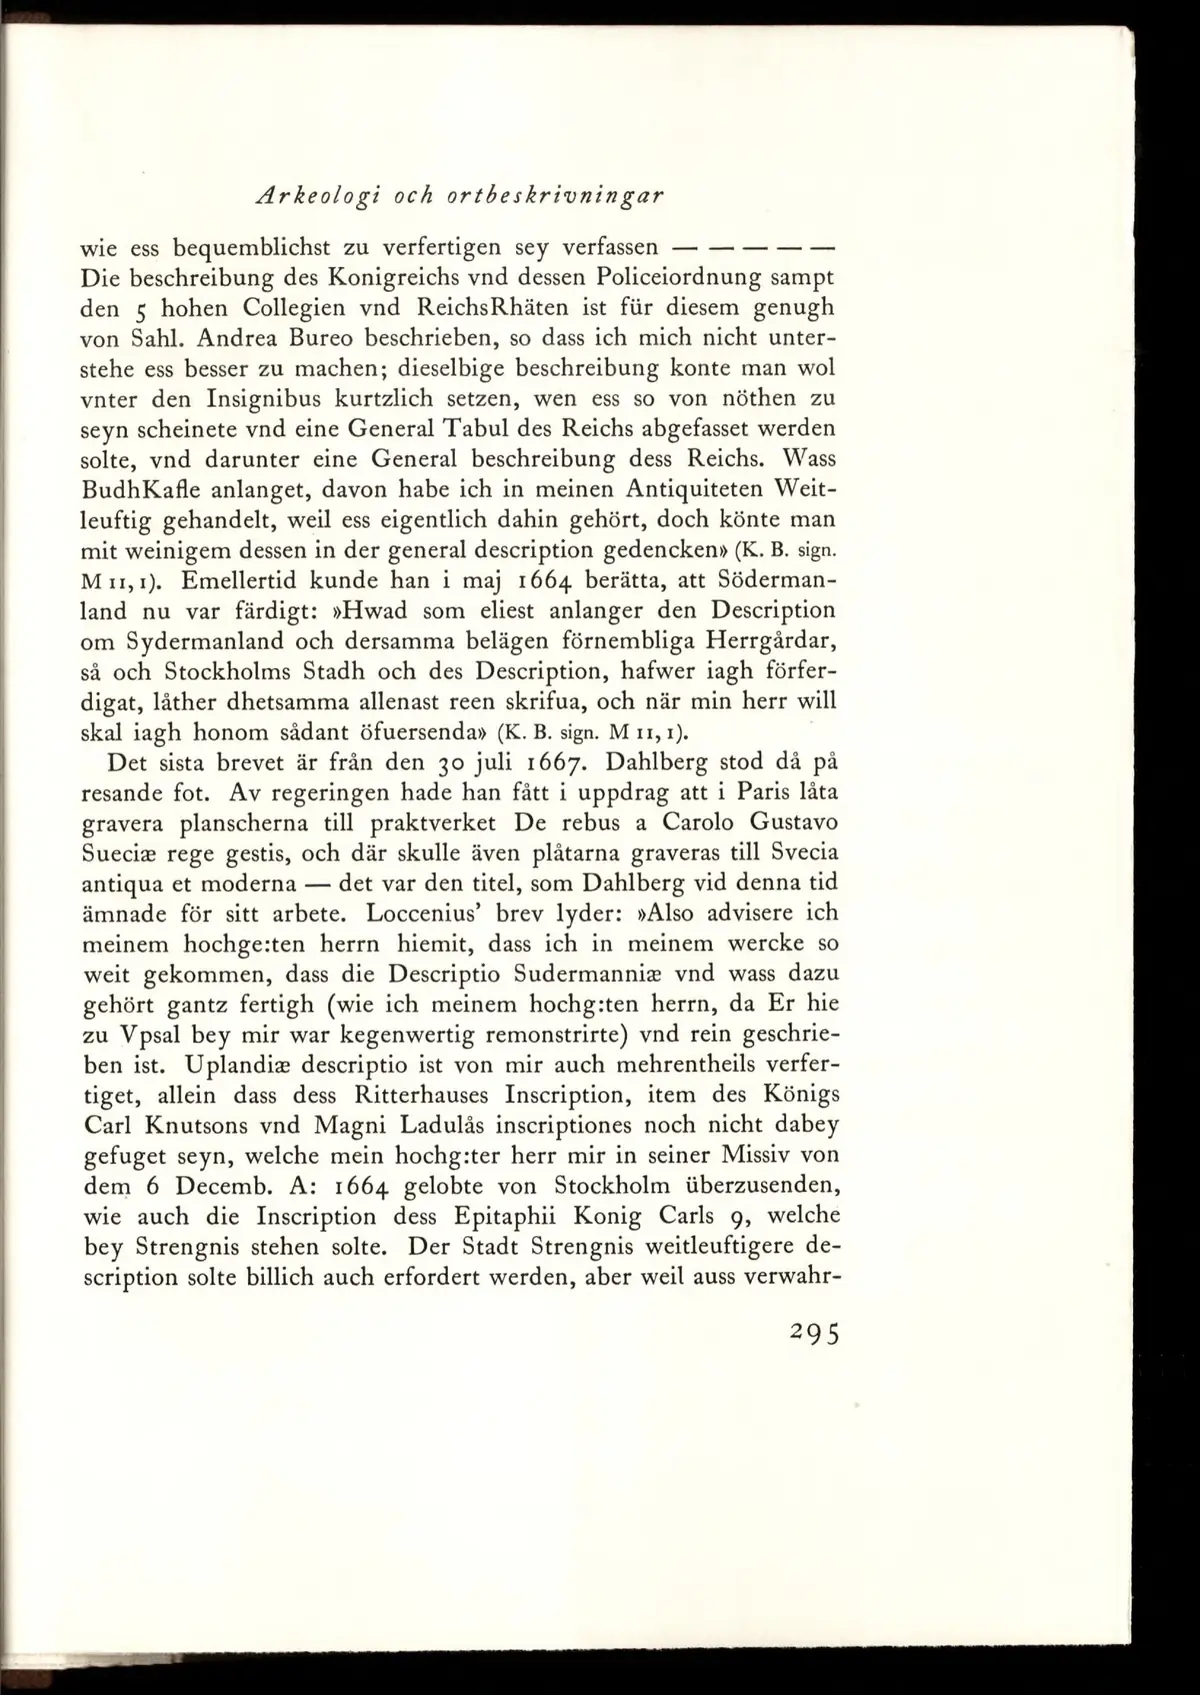 Arkeologi och ortbeskrivningar
wie ess bequemblichst zu verfertigen sey verfassen — — — — —
Die beschreibung des Konigreichs vnd dessen Policeiordnung sampt
den 5 hohen Collegien vnd ReichsRhäten ist für diesem genugh
von Sahl. Andrea Bureo beschrieben, so dass ich mich nicht unter-
stehe ess besser zu machen; dieselbige beschreibung konte man wol
vnter den Insignibus kurtzlich setzen, wen ess so von nöthen zu
seyn scheinete vnd eine General Tabul des Reichs abgefasset werden
solte, vnd darunter eine General beschreibung dess Reichs. Wass
BudhKafle anlanget, davon habe ich in meinen Antiquiteten Weit-
leuftig gehandelt, weil ess eigentlich dahin gehört, doch könte man
mit weinigem dessen in der general description gedencken» (K. B. sign.
M 11, 1). Emellertid kunde han i maj 1664 berätta, att Söderman-
land nu var färdigt: »Hwad som eliest anlanger den Description
om Sydermanland och dersamma belägen förnembliga Herrgårdar,
så och Stockholms Stadh och des Description, hafwer iagh förfer-
digat, låther dhetsamma allenast reen skrifua, och när min herr will
skal iagh honom sådant öfuersenda» (K. B. sign. M 11, 1).
Det sista brevet är från den 30 juli 1667. Dahlberg stod då på
resande fot. Av regeringen hade han fått i uppdrag att i Paris låta
gravera planscherna till praktverket De rebus a Carolo Gustavo
Sueciæ rege gestis, och där skulle även plåtarna graveras till Svecia
antiqua et moderna — det var den titel, som Dahlberg vid denna tid
ämnade för sitt arbete. Loccenius’ brev lyder: »Also advisere ich
meinem hochge:ten herrn hiemit, dass ich in meinem wercke so
weit gekommen, dass die Descriptio Sudermanniæ vnd wass dazu
gehört gantz fertigh (wie ich meinem hochg:ten herrn, da Er hie
zu Vpsal bey mir war kegenwertig remonstrirte) vnd rein geschrie-
ben ist. Uplandiæ descriptio ist von mir auch mehrentheils verfer-
tiget, allein dass dess Ritterhauses Inscription, item des Königs
Carl Knutsons vnd Magni Ladulås inscriptiones noch nicht dabey
gefuget seyn, welche mein hochg:ter herr mir in seiner Missiv von
dem 6 Decemb. A: 1664 gelobte von Stockholm überzusenden,
wie auch die Inscription dess Epitaphii Konig Carls 9, welche
bey Strengnis stehen solte. Der Stadt Strengnis weitleuftigere de-
scription solte billich auch erfordert werden, aber weil auss verwahr-
295